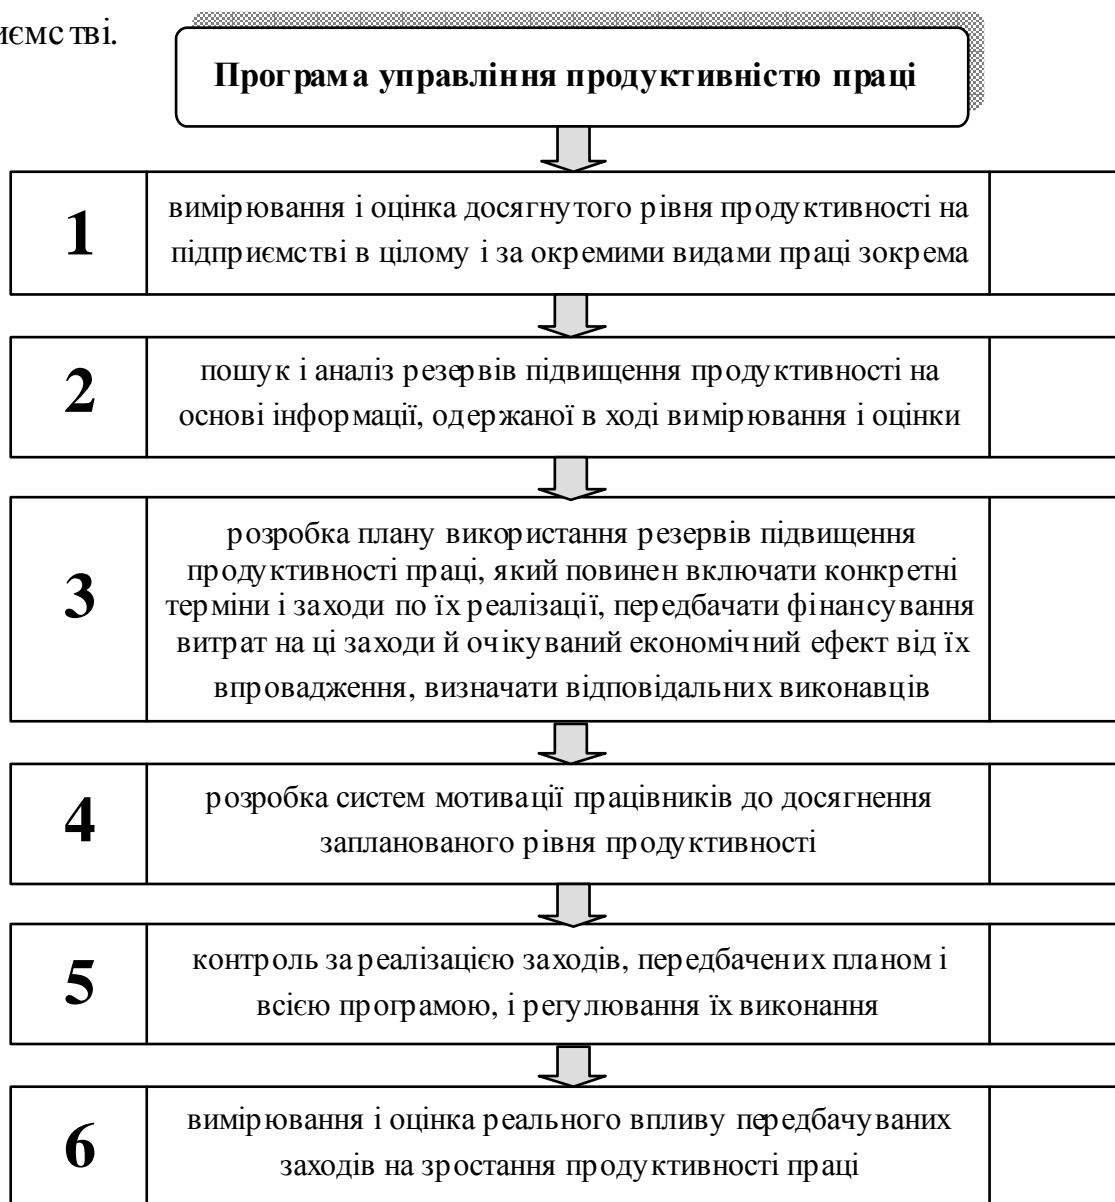 иємстві.
Програма управління продуктивністю праці
1
вимірювання і оцінка досягнутого рівня продуктивності на
підприємстві в цілому і за окремими видами праці зокрема
2
пошук і аналіз резервів підвищення продуктивності на
основі інформації, одержаної в ході вимірювання і оцінки
3
розробка плану використання резервів підвищення
продуктивності праці, який повинен включати конкретні
терміни і заходи по їх реалізації, передбачати фінансування
витрат на ці заходи й очікуваний економічний ефект від їх
впровадження, визначати відповідальних виконавців
4
розробка систем мотивації працівників до досягнення
запланованого рівня продуктивності
5
контроль за реалізацією заходів, передбачених планом і
всією програмою, і регулювання їх виконання
6
вимірювання і оцінка реального впливу передбачуваних
заходів на зростання продуктивності праці